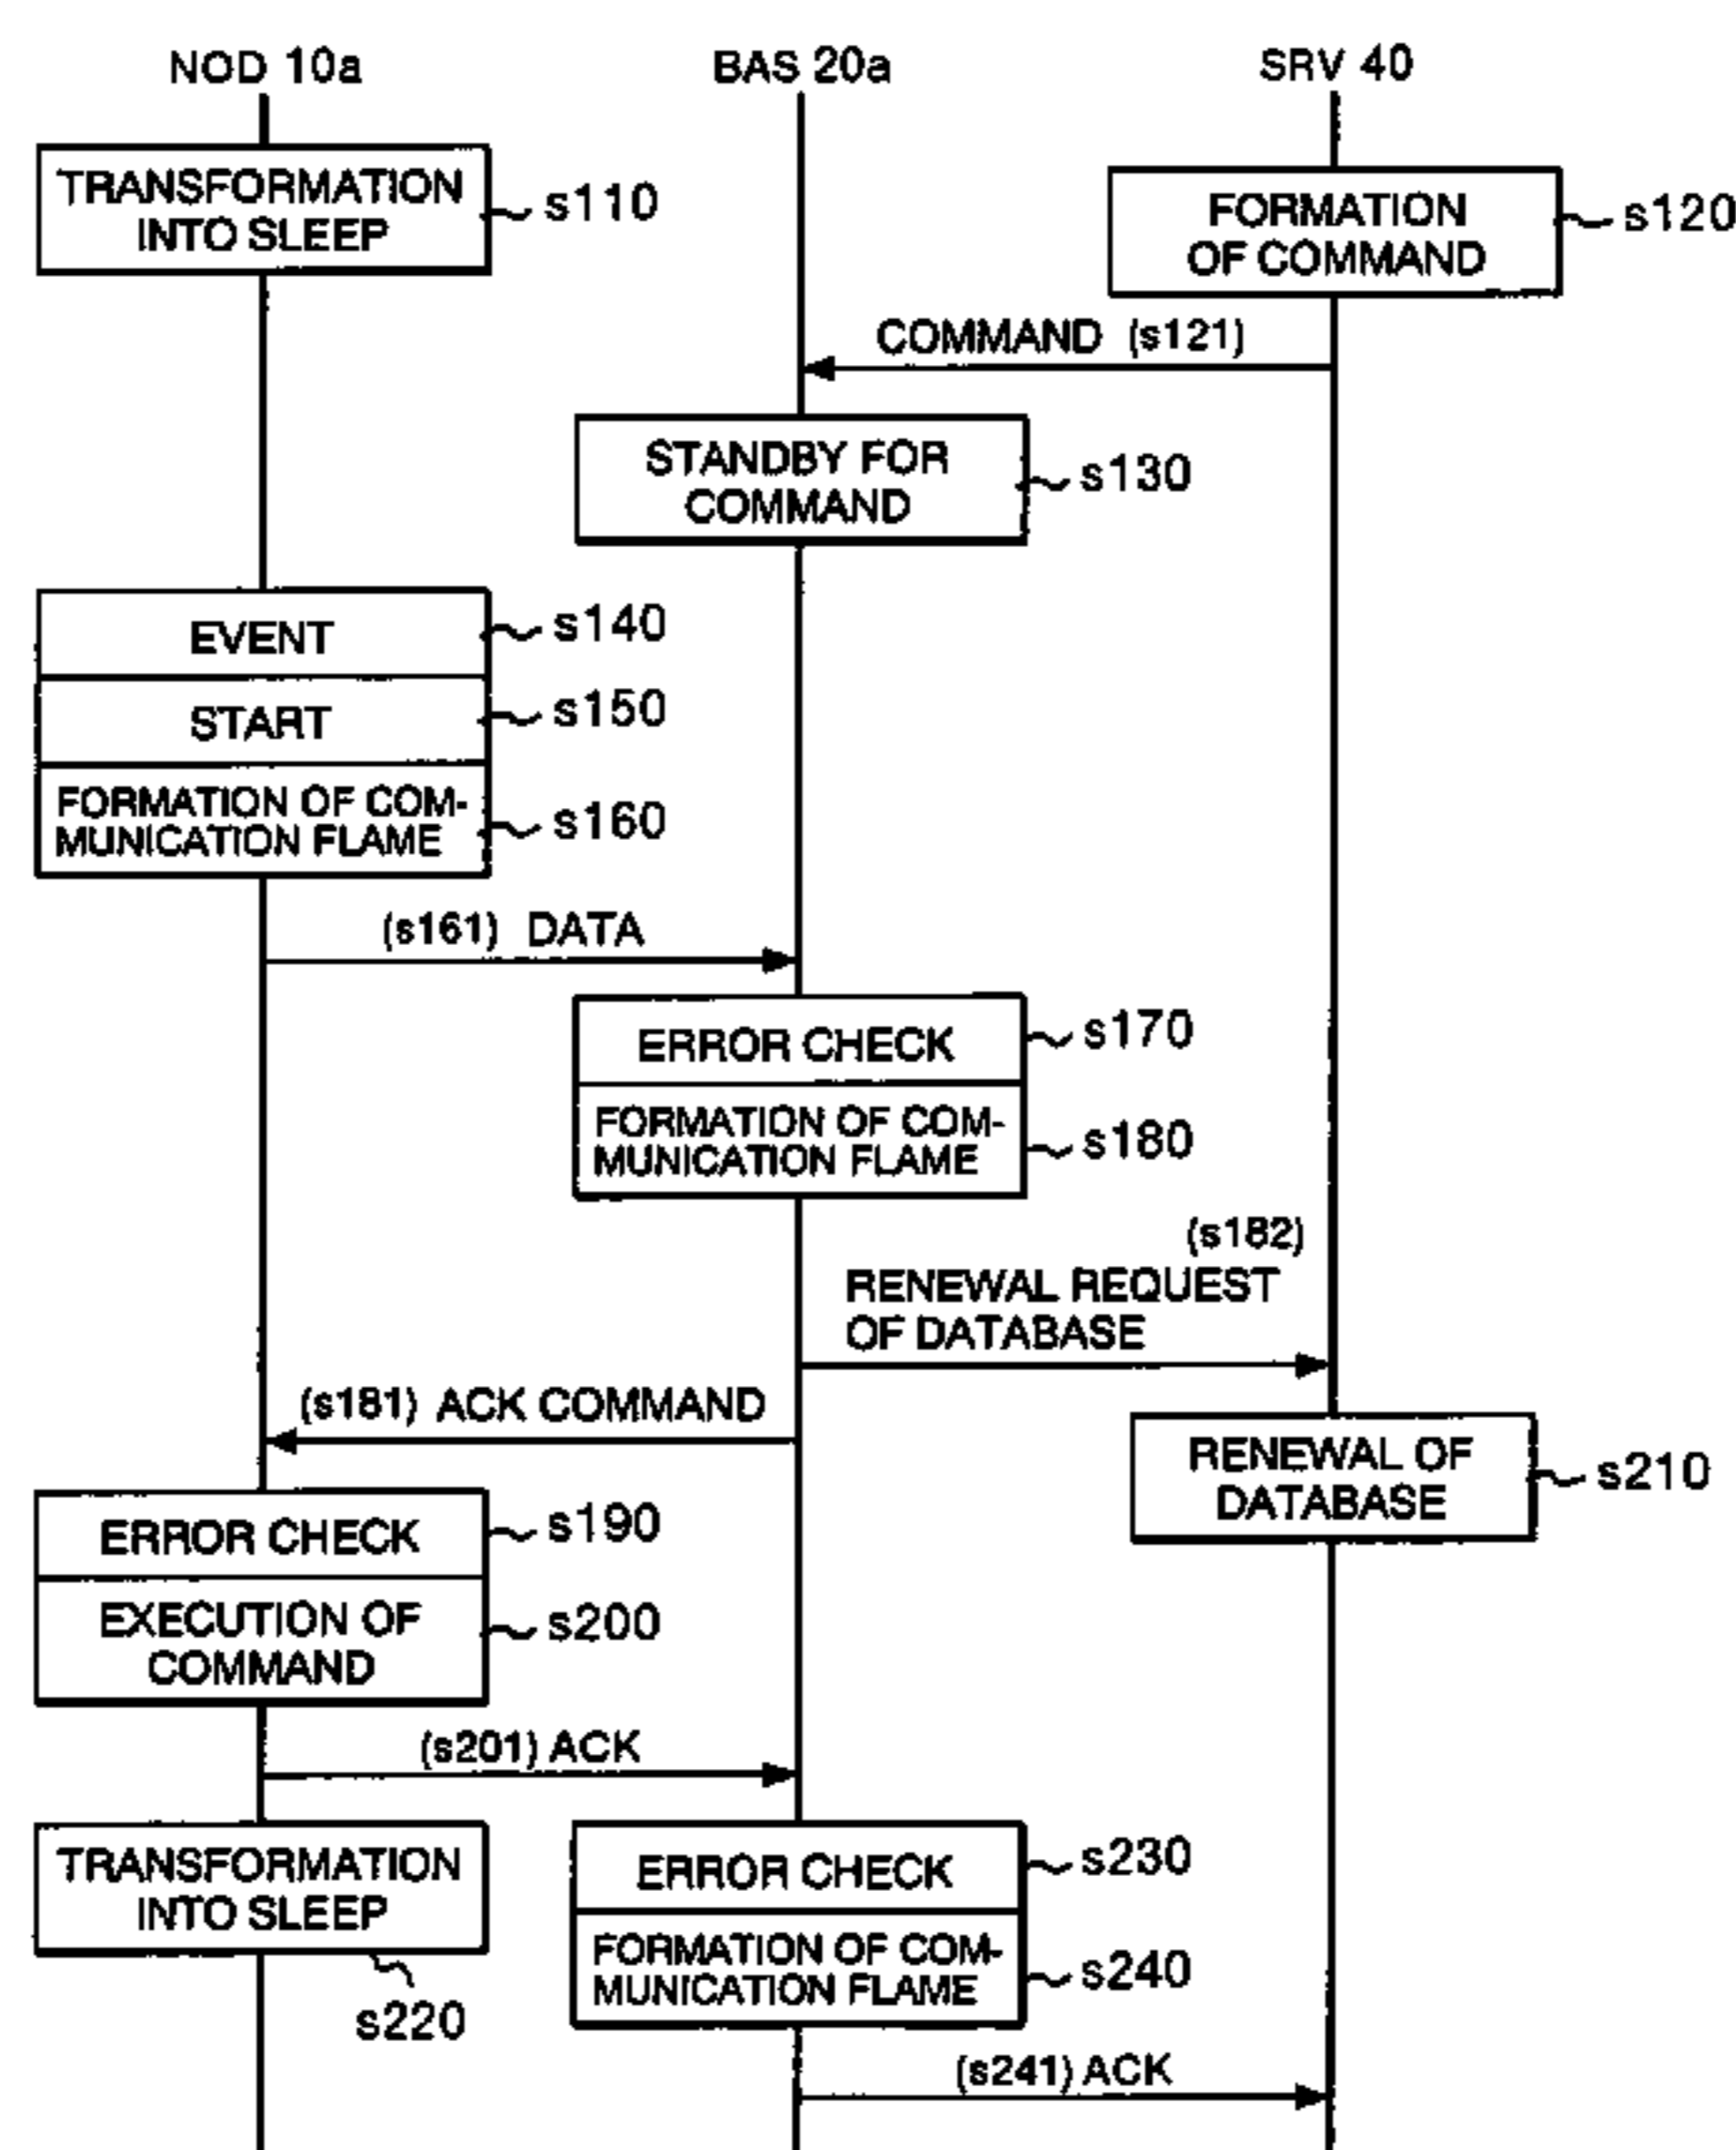 NOD 10a
BAS 20a
SRV 40
TRANSFORMATION
INTO SLEEP
s110
FORMATION
OF COMMAND
s120
COMMAND (s121)
STANDBY FOR
COMMAND
s130
EVENT
s140
START
s150
FORMATION OF COM-
MUNICATION FLAME
s160
(s161) DATA
ERROR CHECK
s170
FORMATION OF COM-
MUNICATION FLAME
s180
(s182)
RENEWAL REQUEST
OF DATABASE
(s181) ACK COMMAND
RENEWAL OF
DATABASE
s210
ERROR CHECK
s190
EXECUTION OF
COMMAND
s200
(s201) ACK
TRANSFORMATION
INTO SLEEP
s220
ERROR CHECK
s230
FORMATION OF COM-
MUNICATION FLAME
s240
(s241) ACK